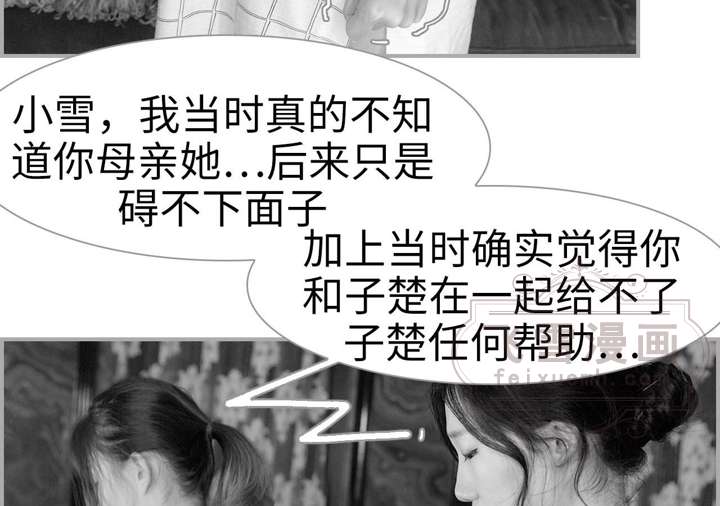 小雪，我当时真的不知
道你母亲她...后来只是
碍不下面子
加上当时确实觉得你
和子楚在一起给不了
子楚任何帮助...
漫画
feixuemh.com